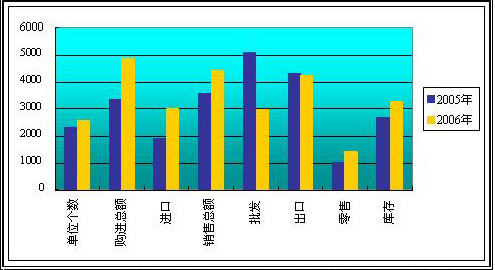 6000
5000
4000
3000
2000
1000
0
单位个数
购进总额
进口
销售总额
批发
出口
零售
库存
2005年
2006年